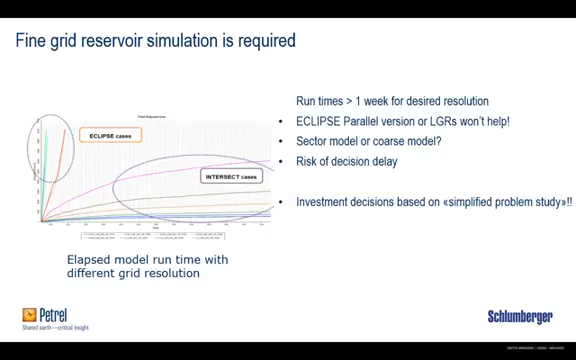 Fine grid reservoir simulation is required
ECLIPSE cases
INTERSECT cases
Elapsed model run time with
different grid resolution
Run times > 1 week for desired resolution
• ECLIPSE Parallel version or LGRs won't help!
• Sector model or coarse model?
• Risk of decision delay
• Investment decisions based on «simplified problem study»!!
Petrel
Shared earth–critical insight
Schlumberger